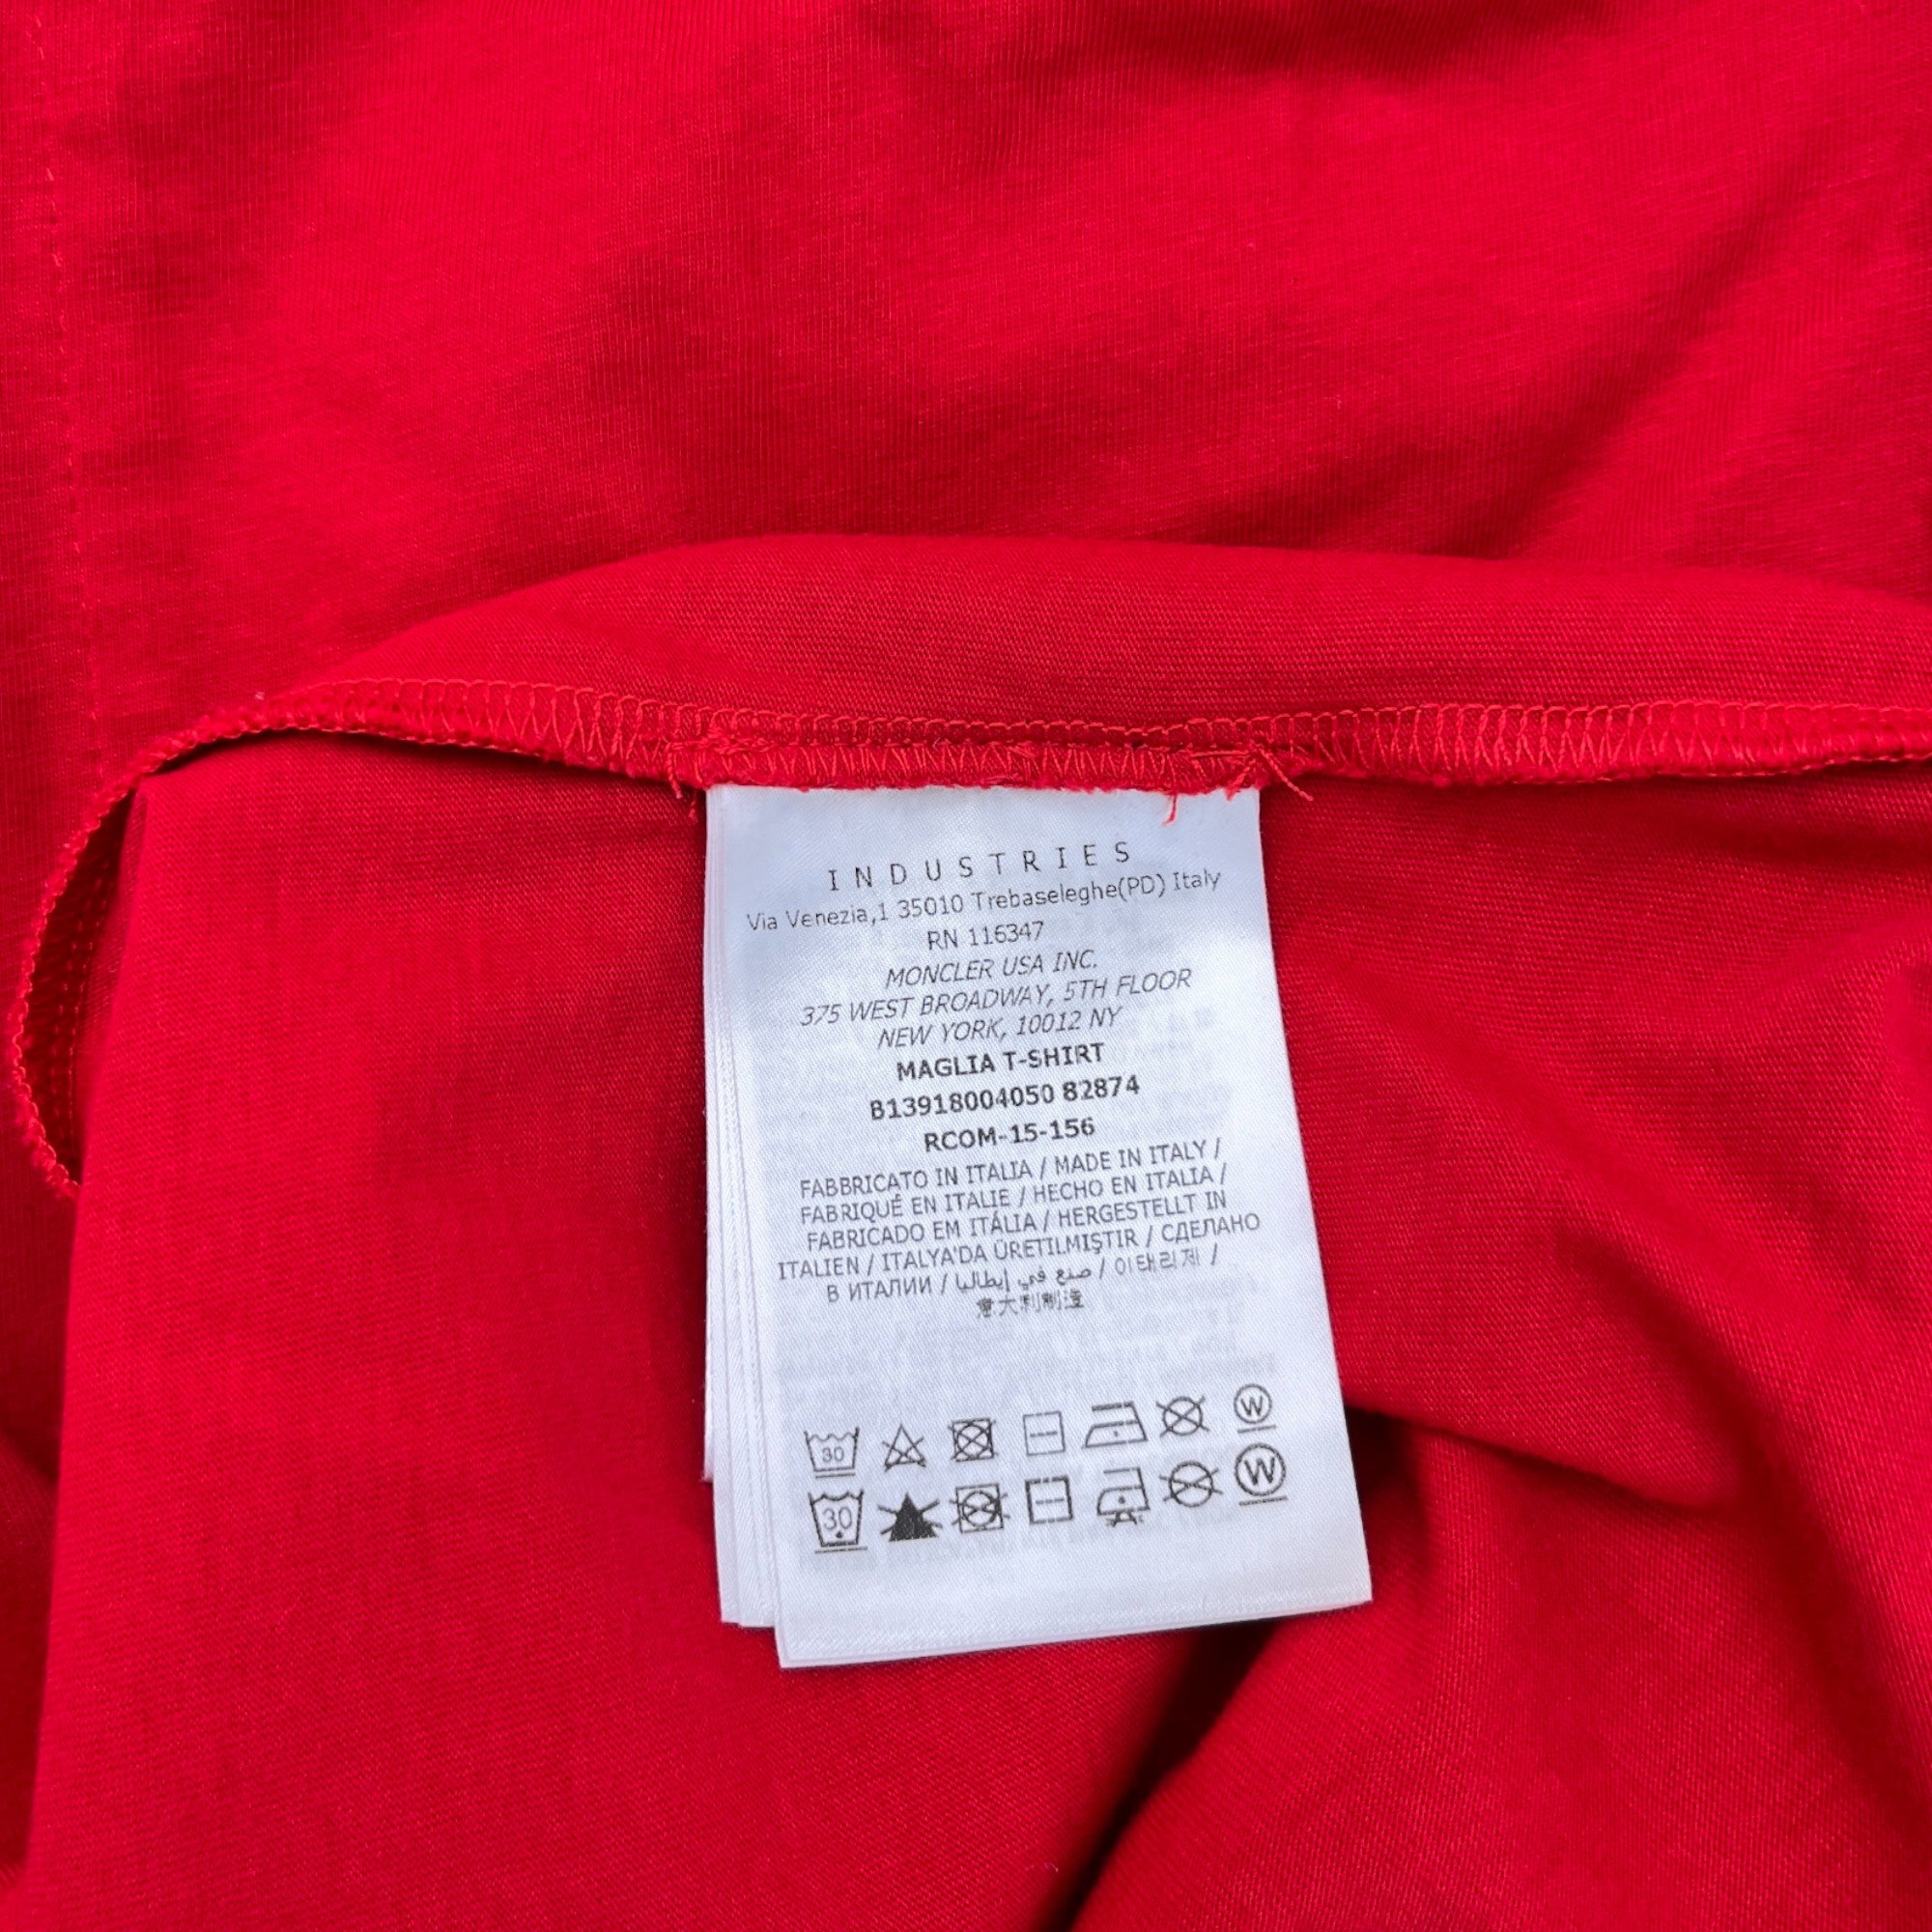 INDUSTRIES
Via Venezia,1 35010 Trebaseleghe(PD) Italy
RN 116347
MONCLER USA INC.
375 WEST BROADWAY, 5TH FLOOR
NEW YORK, 10012 NY
MAGLIA T-SHIRT
B13918004050 82874
RCOM-15-156
FABBRICATO IN ITALIA / MADE IN ITALY /
FABRIQUÉ EN ITALIE / HECHO EN ITALIA /
FABRICADO EM ITÁLIA / HERGESTELLT IN
ITALIEN / ITALYA'DA ÜRETILMIŞTIR / СДЕЛАНО
В ИТАЛИИ / صنع في إيطاليا / 이태리제 /
意大利制造
30 W
30 W